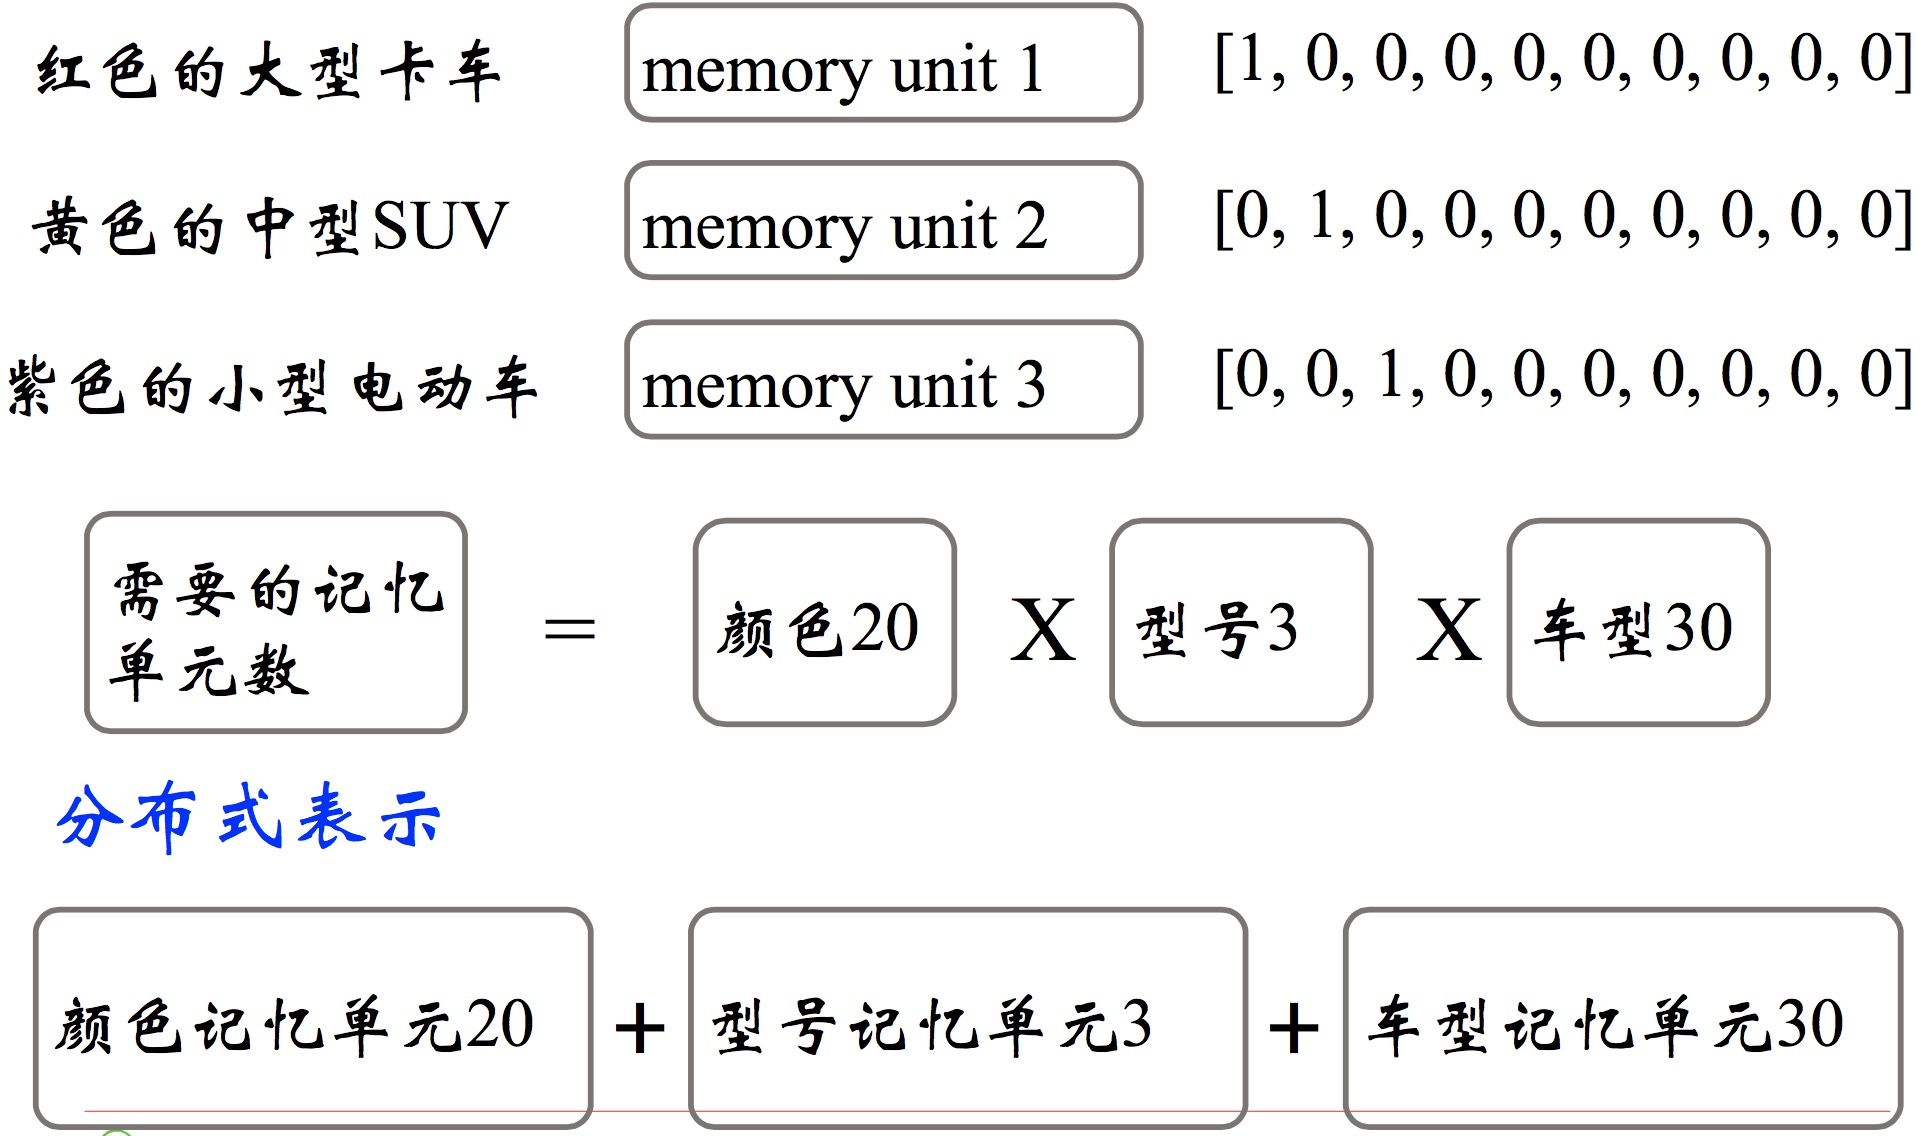 红色的大型卡车 memory unit 1 [1, 0, 0, 0, 0, 0, 0, 0, 0, 0]
黄色的中型SUV memory unit 2 [0, 1, 0, 0, 0, 0, 0, 0, 0, 0]
紫色的小型电动车 memory unit 3 [0, 0, 1, 0, 0, 0, 0, 0, 0, 0]
需要的记忆
单元数 = 颜色20 X 型号3 X 车型30
分布式表示
颜色记忆单元20 + 型号记忆单元3 + 车型记忆单元30